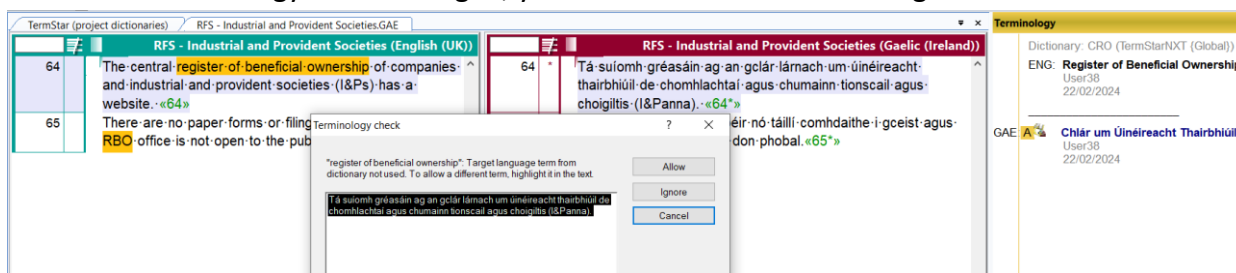 TermStar (project dictionaries) RFS - Industrial and Provident Societies.GAE
RFS - Industrial and Provident Societies (English (UK))
64 The·central·register·of·beneficial·ownership·of·companies·
and·industrial·and·provident·societies·(I&Ps)·has·a·
website.·«64»
65 There·are·no·paper·forms·or·filing
RBO·office·is·not·open·to·the·pub
RFS - Industrial and Provident Societies (Gaelic (Ireland))
64 * Tá·suíomh·gréasáin·ag·an·gclár·lárnach·um·úinéireacht·
thairbhiúil·de·chomhlachtaí·agus·chumainn·tionscail·agus·
choigiltis·(I&Panna).·«64*»
éir·nó·táillí·comhdaithe·i·gceist·agus·
don·phobal.«65*»
Terminology check ? ×
"register of beneficial ownership": Target language term from
dictionary not used. To allow a different term, highlight it in the text.
Tá suíomh gréasáin ag an gclár lárnach um úinéireacht thairbhiúil de
chomhlachtaí agus chumainn tionscail agus choigiltis (I&Panna).
Allow
Ignore
Cancel
Terminology
Dictionary: CRO (TermStarNXT (Global))
ENG: Register of Beneficial Ownership
User38
22/02/2024
GAE A Chlár um Úinéireacht Thairbhiúil
User38
22/02/2024